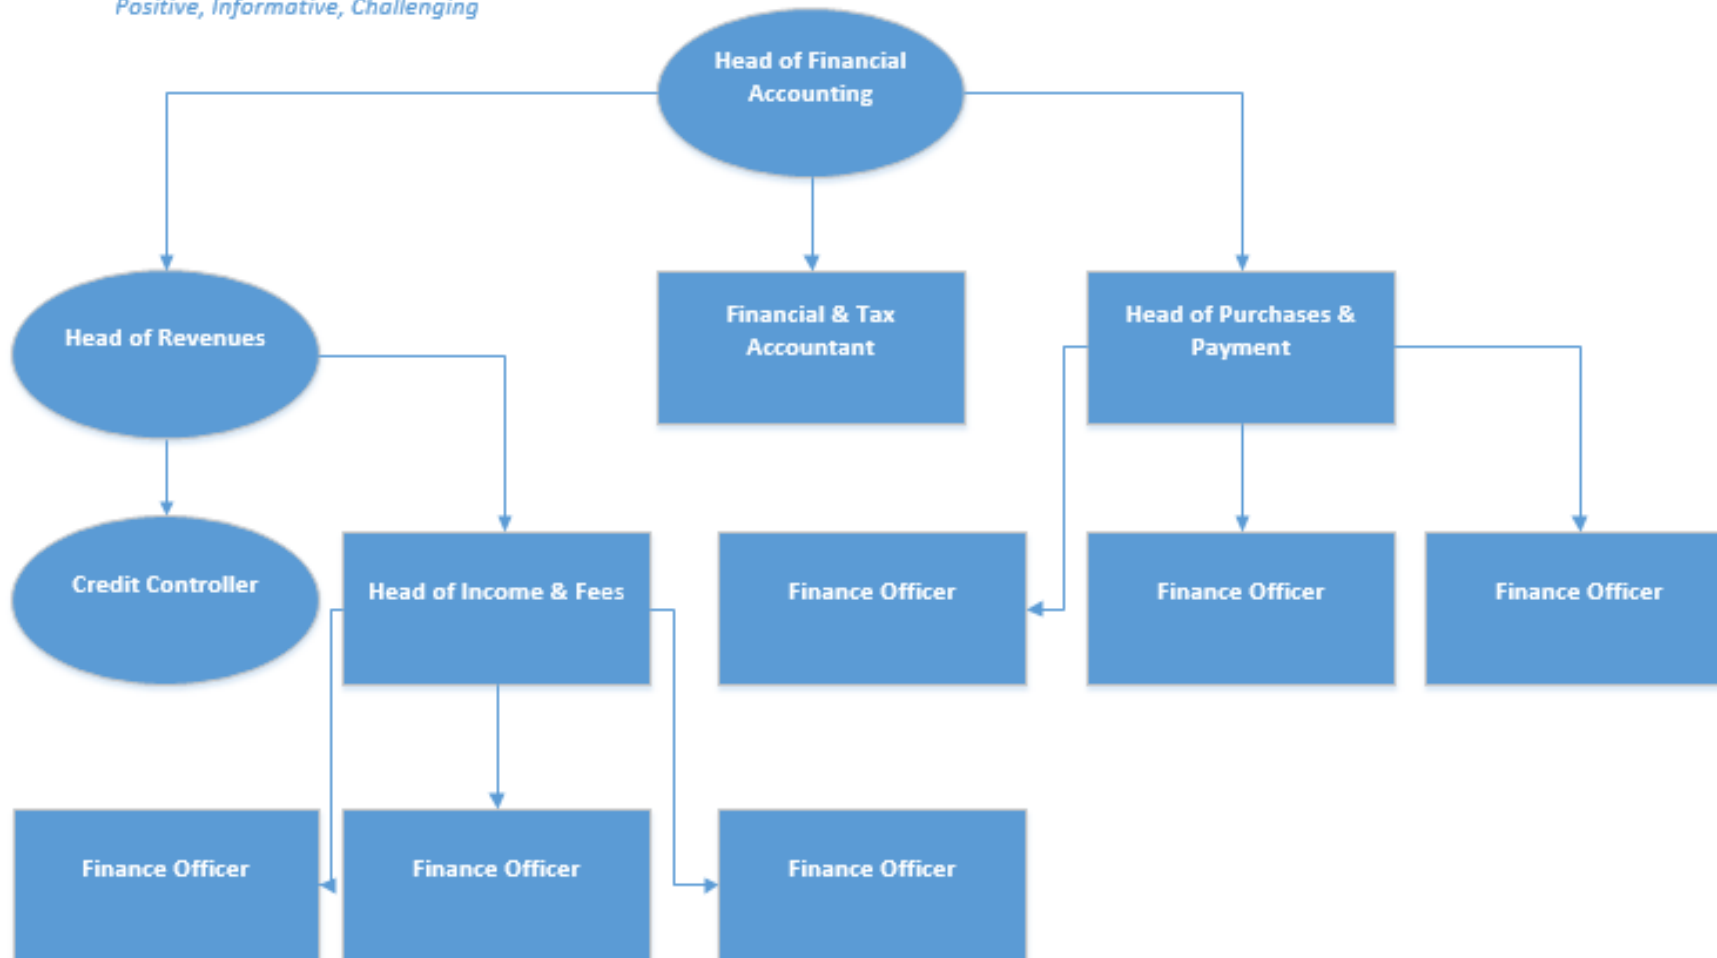 Positive, Informative, Challenging
Head of Financial
Accounting
Head of Revenues
Financial & Tax
Accountant
Head of Purchases &
Payment
Credit Controller
Head of Income & Fees
Finance Officer
Finance Officer
Finance Officer
Finance Officer
Finance Officer
Finance Officer